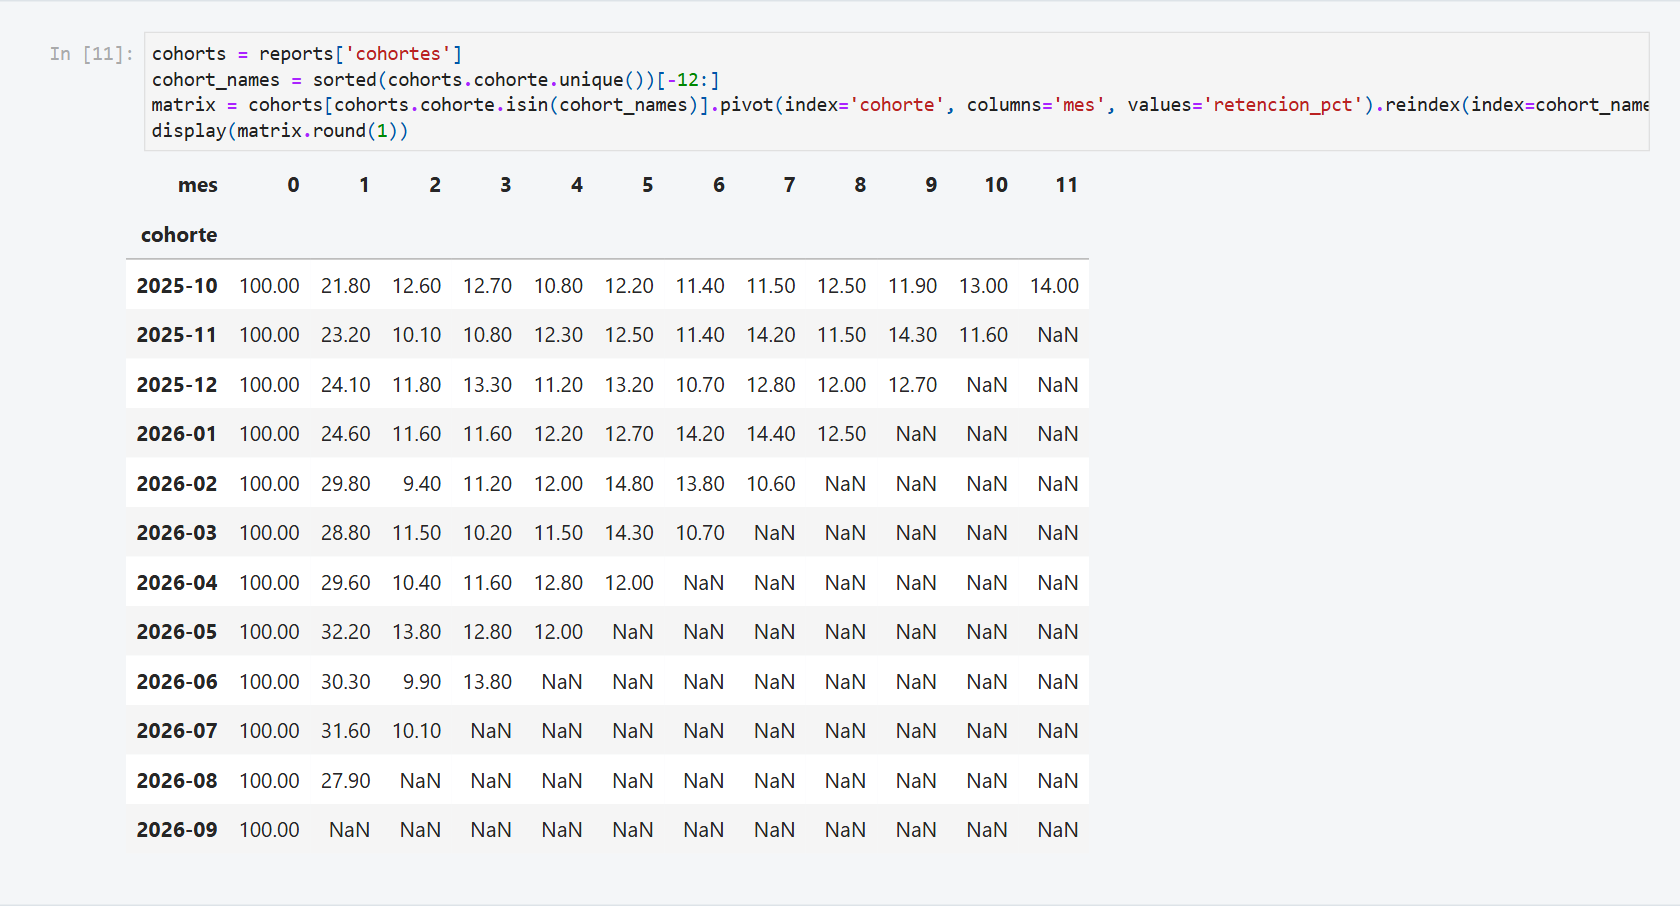 In [11]:
cohorts = reports['cohortes']
cohort_names = sorted(cohorts.cohorte.unique())[-12:]
matrix = cohorts[cohorts.cohorte.isin(cohort_names)].pivot(index='cohorte', columns='mes', values='retencion_pct').reindex(index=cohort_name
display(matrix.round(1))
mes 0 1 2 3 4 5 6 7 8 9 10 11
cohorte
2025-10 100.00 21.80 12.60 12.70 10.80 12.20 11.40 11.50 12.50 11.90 13.00 14.00
2025-11 100.00 23.20 10.10 10.80 12.30 12.50 11.40 14.20 11.50 14.30 11.60 NaN
2025-12 100.00 24.10 11.80 13.30 11.20 13.20 10.70 12.80 12.00 12.70 NaN NaN
2026-01 100.00 24.60 11.60 11.60 12.20 12.70 14.20 14.40 12.50 NaN NaN NaN
2026-02 100.00 29.80 9.40 11.20 12.00 14.80 13.80 10.60 NaN NaN NaN NaN
2026-03 100.00 28.80 11.50 10.20 11.50 14.30 10.70 NaN NaN NaN NaN NaN
2026-04 100.00 29.60 10.40 11.60 12.80 12.00 NaN NaN NaN NaN NaN NaN
2026-05 100.00 32.20 13.80 12.80 12.00 NaN NaN NaN NaN NaN NaN NaN
2026-06 100.00 30.30 9.90 13.80 NaN NaN NaN NaN NaN NaN NaN NaN
2026-07 100.00 31.60 10.10 NaN NaN NaN NaN NaN NaN NaN NaN NaN
2026-08 100.00 27.90 NaN NaN NaN NaN NaN NaN NaN NaN NaN NaN
2026-09 100.00 NaN NaN NaN NaN NaN NaN NaN NaN NaN NaN NaN